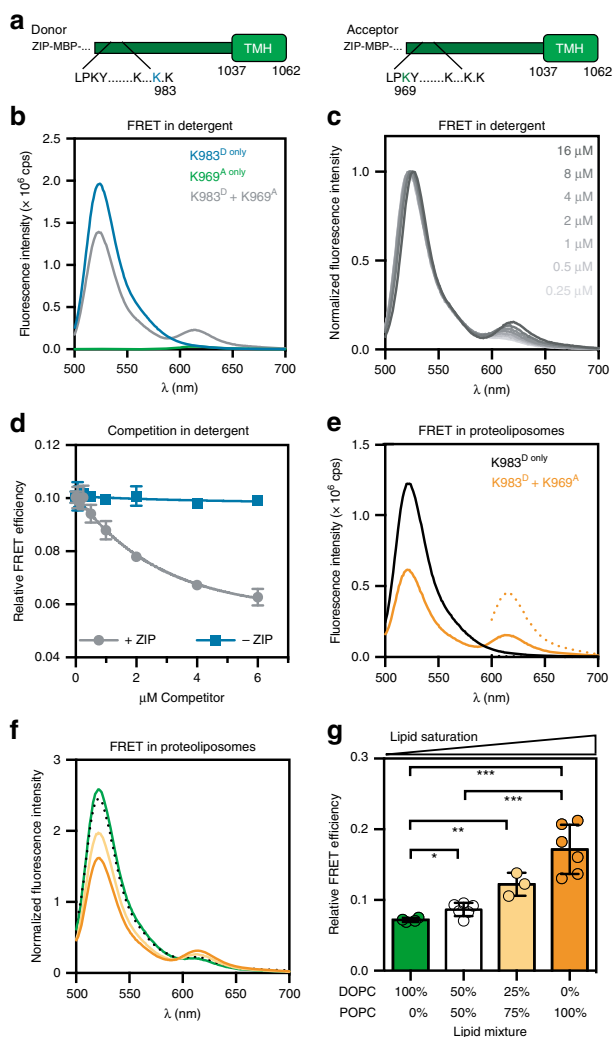 a
Donor
ZIP-MBP-...
TMH
1037 1062
LPKY.......K...K.K
983
Acceptor
ZIP-MBP-...
TMH
1037 1062
LPKY.......K...K.K
969
b
FRET in detergent
K983D only
K969A only
K983D + K969A
Fluorescence intensity (× 10⁶ cps)
2.5
2.0
1.5
1.0
0.5
0.0
500 550 600 650 700
λ (nm)
c
FRET in detergent
16 µM
8 µM
4 µM
2 µM
1 µM
0.5 µM
0.25 µM
Normalized fluorescence intensity
1.0
0.5
0.0
500 550 600 650 700
λ (nm)
d
Competition in detergent
Relative FRET efficiency
0.12
0.10
0.08
0.06
0.04
+ ZIP – ZIP
0 2 4 6
µM Competitor
e
FRET in proteoliposomes
K983D only
K983D + K969A
Fluorescence intensity (× 10⁶ cps)
1.5
1.0
0.5
0.0
500 550 600 650 700
λ (nm)
f
FRET in proteoliposomes
Normalized fluorescence intensity
3
2
1
0
500 550 600 650 700
λ (nm)
g
Lipid saturation
Relative FRET efficiency
0.3
0.2
0.1
0.0
***
***
**
*
DOPC 100% 50% 25% 0%
POPC 0% 50% 75% 100%
Lipid mixture